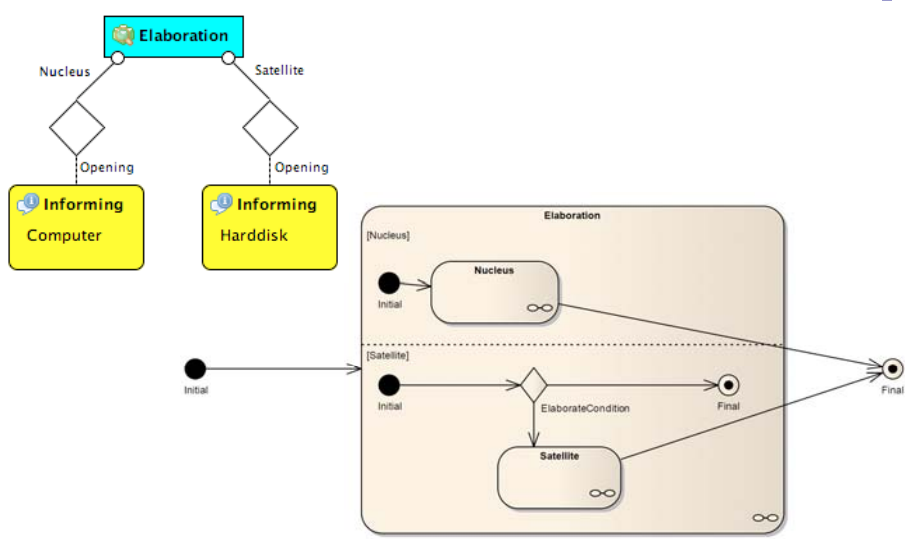 Elaboration
Nucleus
Satellite
Opening
Opening
Informing
Computer
Informing
Harddisk
Elaboration
[Nucleus]
Nucleus
Initial
[Satellite]
Initial
Initial
ElaborateCondition
Final
Final
Satellite